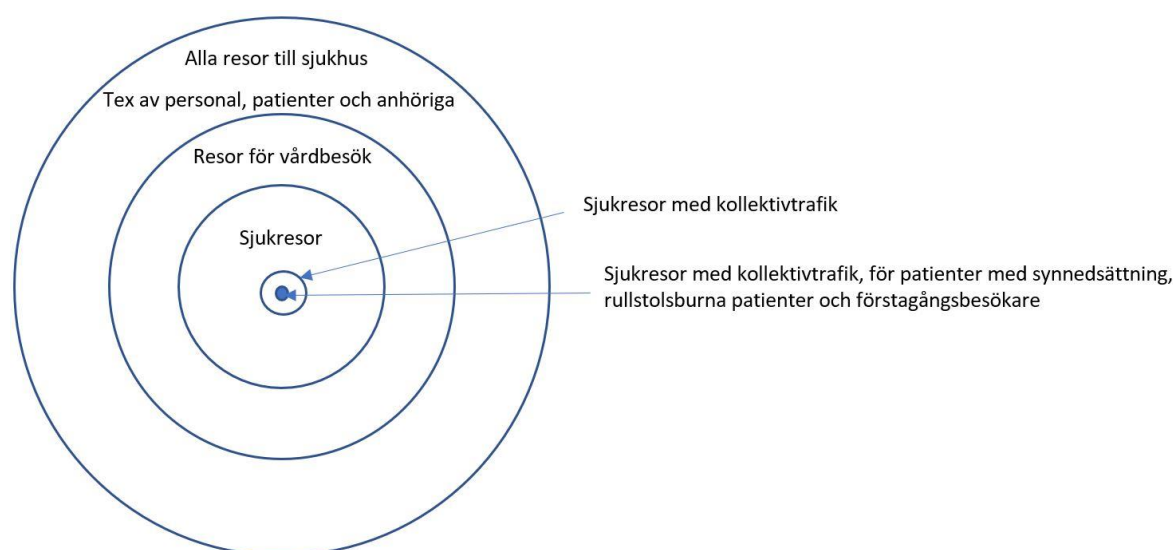 Alla resor till sjukhus
Tex av personal, patienter och anhöriga
Resor för vårdbesök
Sjukresor
Sjukresor med kollektivtrafik
Sjukresor med kollektivtrafik, för patienter med synnedsättning,
rullstolsburna patienter och förstagångsbesökare